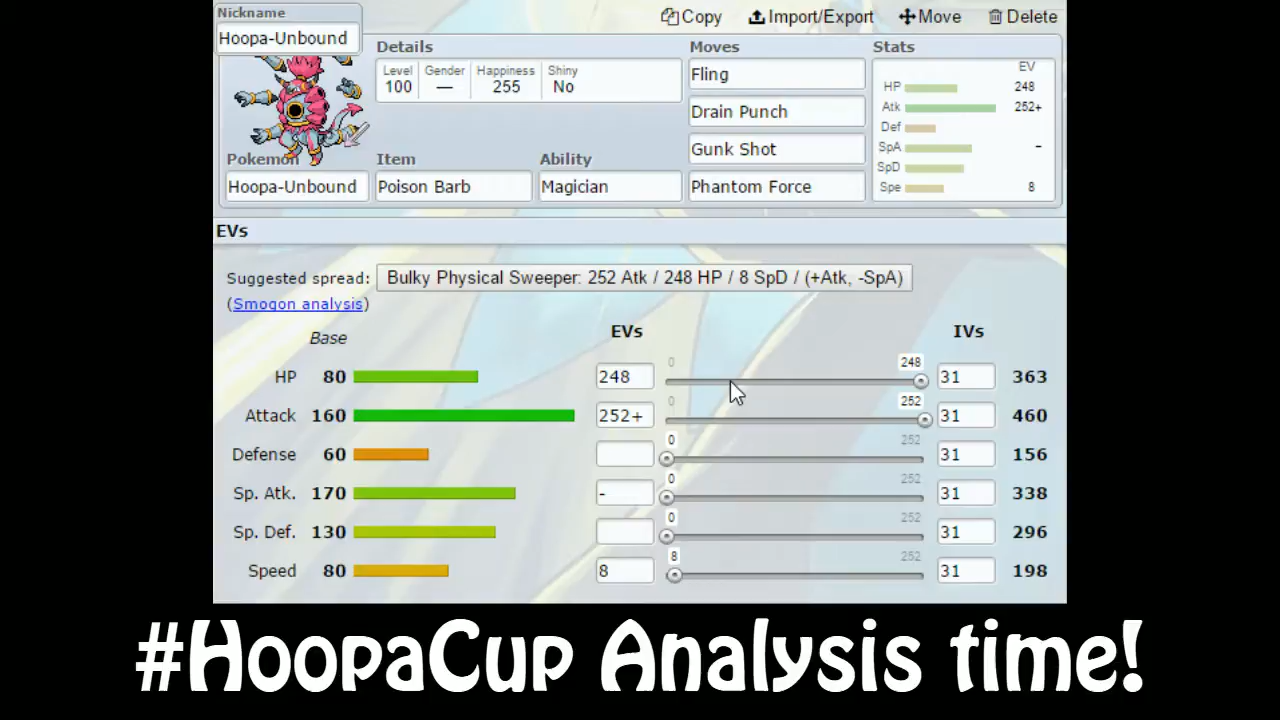 Nickname
Copy Import/Export Move Delete
Hoopa-Unbound
Details Moves Stats
Level Gender Happiness Shiny
100 — 255 No
Fling
Drain Punch
Gunk Shot
Phantom Force
EV
HP 248
Atk 252+
Def
SpA -
SpD
Spe 8
Pokemon Item Ability
Hoopa-Unbound Poison Barb Magician
EVs
Suggested spread: Bulky Physical Sweeper: 252 Atk / 248 HP / 8 SpD / (+Atk, -SpA)
(Smogon analysis)
Base EVs IVs
HP 80 248 0 248 31 363
Attack 160 252+ 0 252 31 460
Defense 60 0 252 31 156
Sp. Atk. 170 - 0 252 31 338
Sp. Def. 130 0 252 31 296
Speed 80 8 8 252 31 198
#HoopaCup Analysis time!